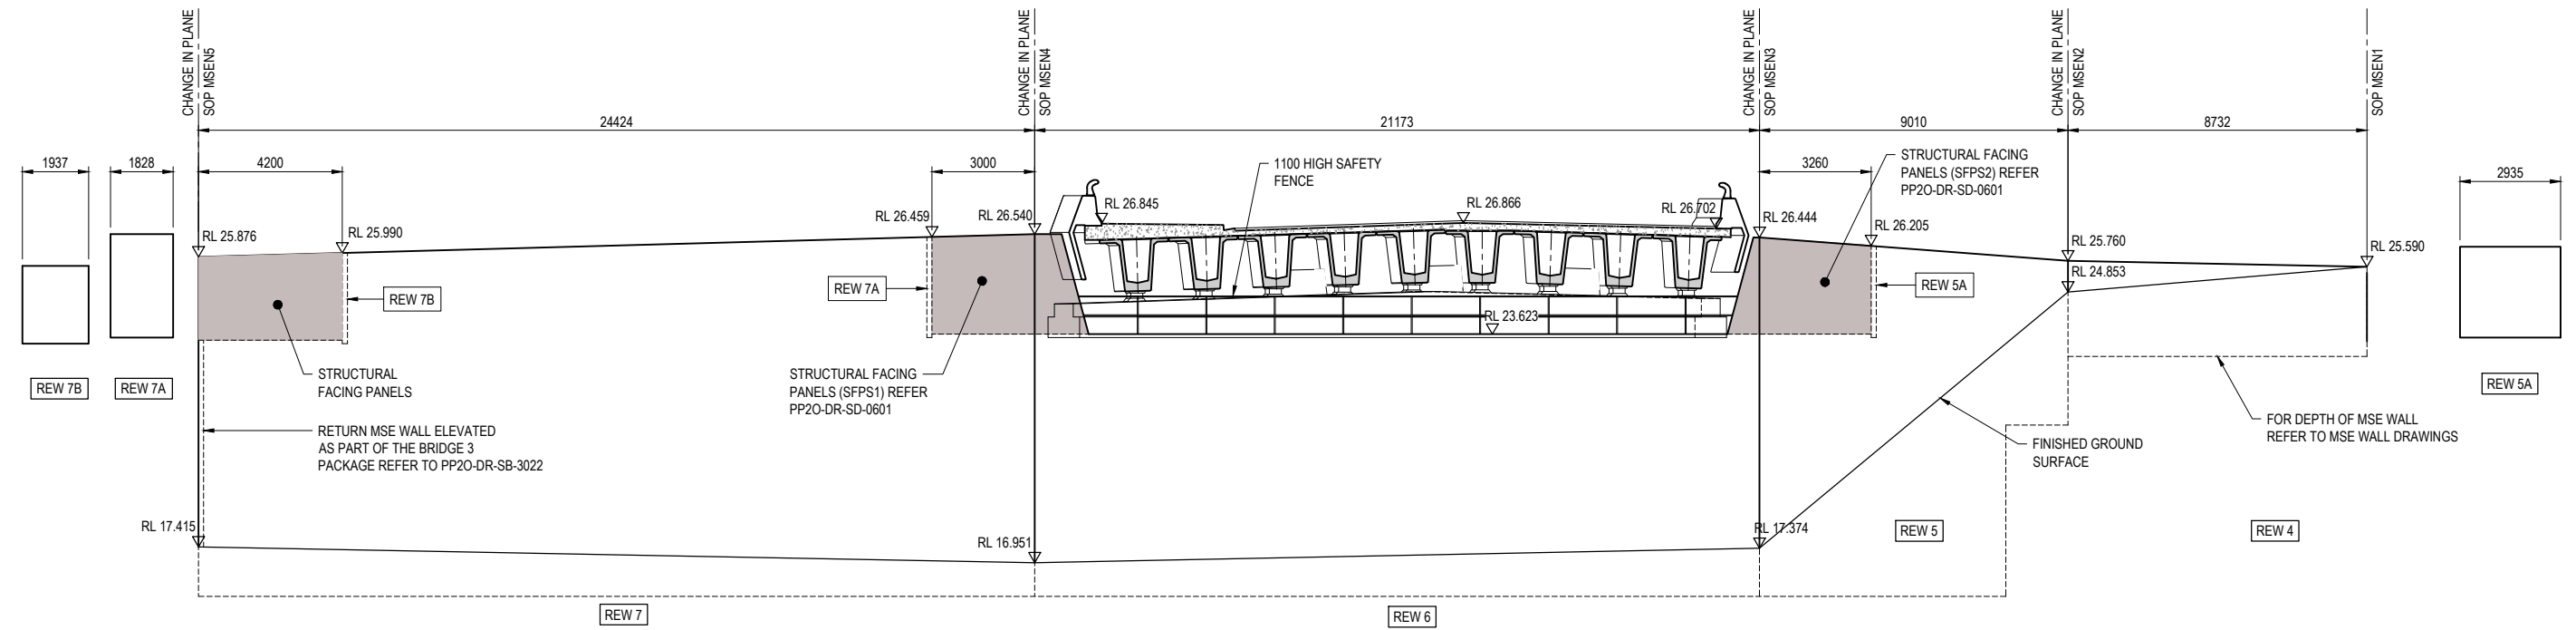 CHANGE IN PLANE
SOP MSEN5
CHANGE IN PLANE
SOP MSEN4
CHANGE IN PLANE
SOP MSEN3
CHANGE IN PLANE
SOP MSEN2
SOP MSEN1
24424
21173
9010
8732
1937
1828
4200
3000
3260
2935
1100 HIGH SAFETY
FENCE
STRUCTURAL FACING
PANELS (SFPS2) REFER
PP2O-DR-SD-0601
RL 25.876
RL 25.990
RL 26.459
RL 26.540
RL 26.845
RL 26.866
RL 26.702
RL 26.444
RL 26.205
RL 25.760
RL 25.590
RL 24.853
REW 7B
REW 7A
REW 5A
RL 23.623
REW 7B
REW 7A
STRUCTURAL
FACING PANELS
STRUCTURAL FACING
PANELS (SFPS1) REFER
PP2O-DR-SD-0601
REW 5A
RETURN MSE WALL ELEVATED
AS PART OF THE BRIDGE 3
PACKAGE REFER TO PP2O-DR-SB-3022
FINISHED GROUND
SURFACE
FOR DEPTH OF MSE WALL
REFER TO MSE WALL DRAWINGS
RL 17.415
RL 16.951
RL 17.374
REW 5
REW 4
REW 7
REW 6